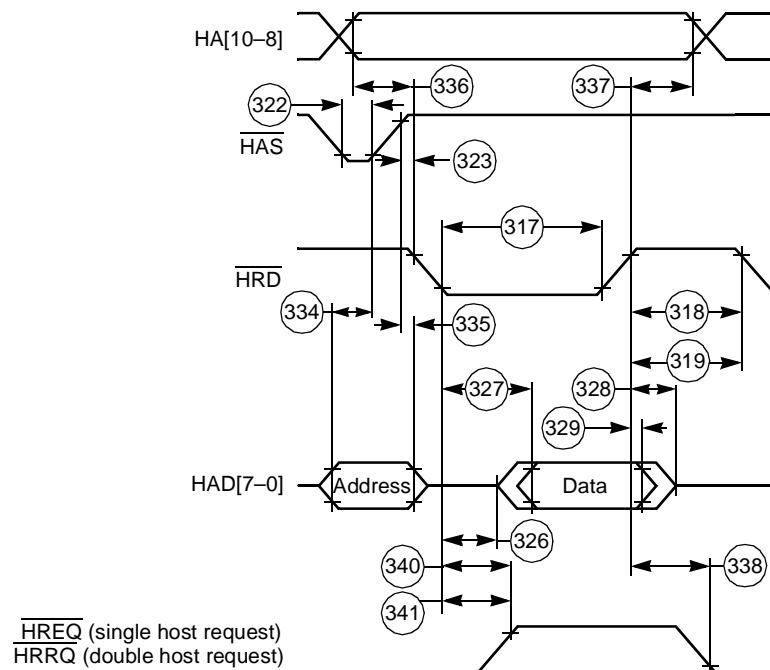 HA[10–8]
336
337
322
HAS
323
317
HRD
334
335
318
319
327
328
329
HAD[7–0]
Address
Data
326
340
338
341
HREQ (single host request)
HRRQ (double host request)